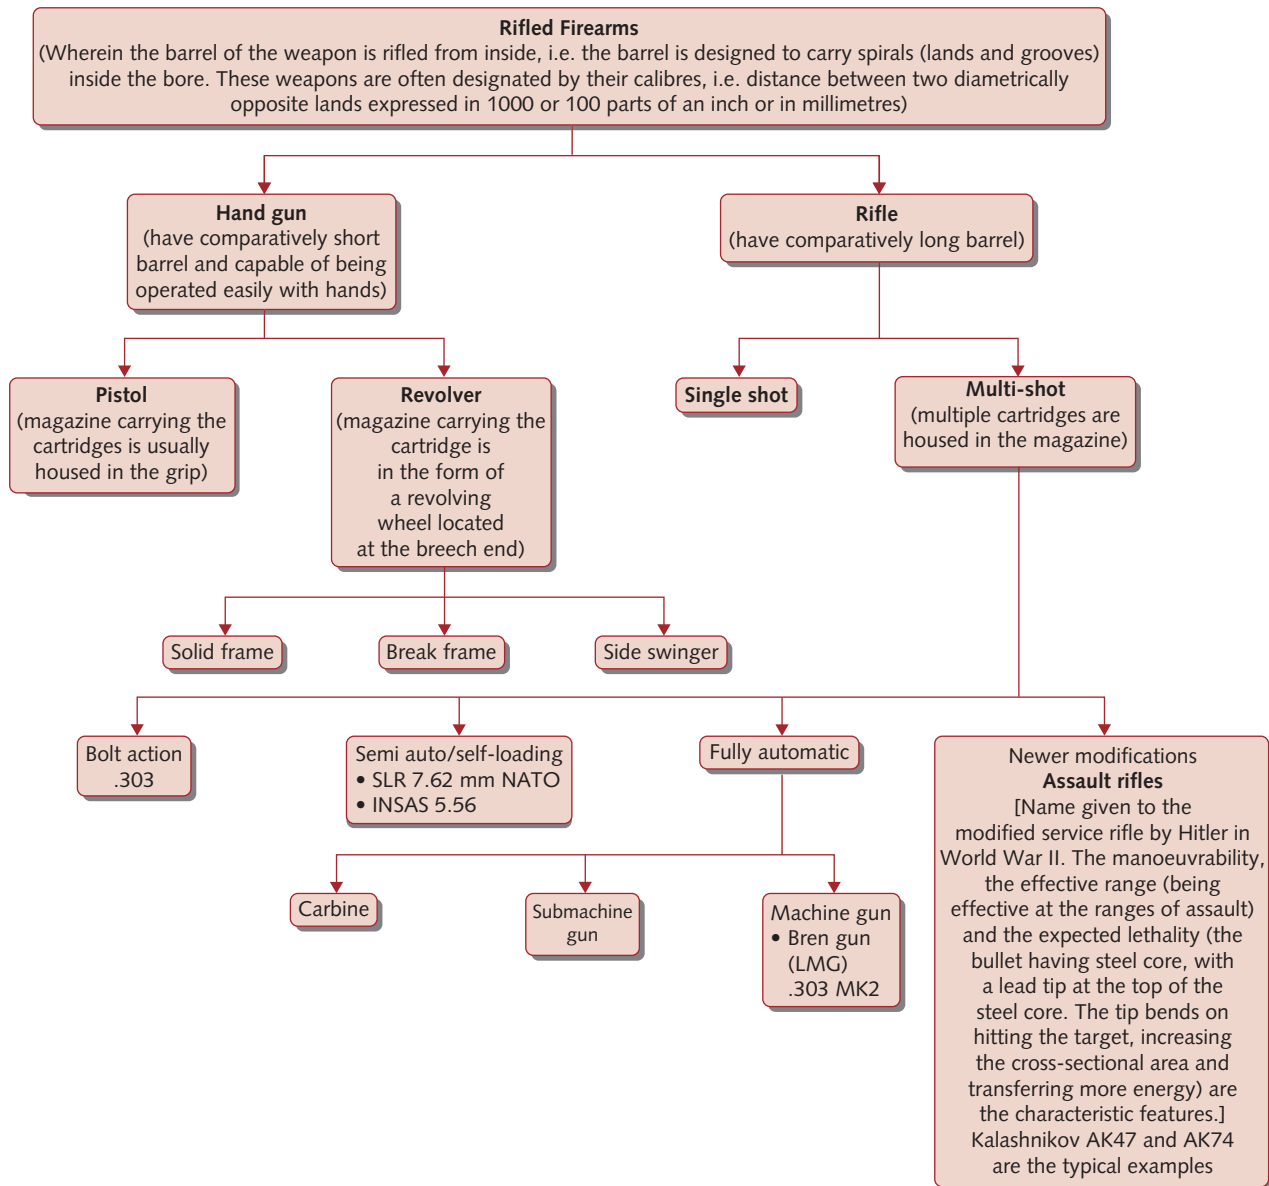 Rifled Firearms
(Wherein the barrel of the weapon is rifled from inside, i.e. the barrel is designed to carry spirals (lands and grooves)
inside the bore. These weapons are often designated by their calibres, i.e. distance between two diametrically
opposite lands expressed in 1000 or 100 parts of an inch or in millimetres)
Hand gun
(have comparatively short
barrel and capable of being
operated easily with hands)
Rifle
(have comparatively long barrel)
Pistol
(magazine carrying the
cartridges is usually
housed in the grip)
Revolver
(magazine carrying the
cartridge is
in the form of
a revolving
wheel located
at the breech end)
Single shot
Multi-shot
(multiple cartridges are
housed in the magazine)
Solid frame
Break frame
Side swinger
Bolt action
.303
Semi auto/self-loading
• SLR 7.62 mm NATO
• INSAS 5.56
Fully automatic
Newer modifications
Assault rifles
[Name given to the
modified service rifle by Hitler in
World War II. The manoeuvrability,
the effective range (being
effective at the ranges of assault)
and the expected lethality (the
bullet having steel core, with
a lead tip at the top of the
steel core. The tip bends on
hitting the target, increasing
the cross-sectional area and
transferring more energy) are
the characteristic features.]
Kalashnikov AK47 and AK74
are the typical examples
Carbine
Submachine
gun
Machine gun
• Bren gun
(LMG)
.303 MK2